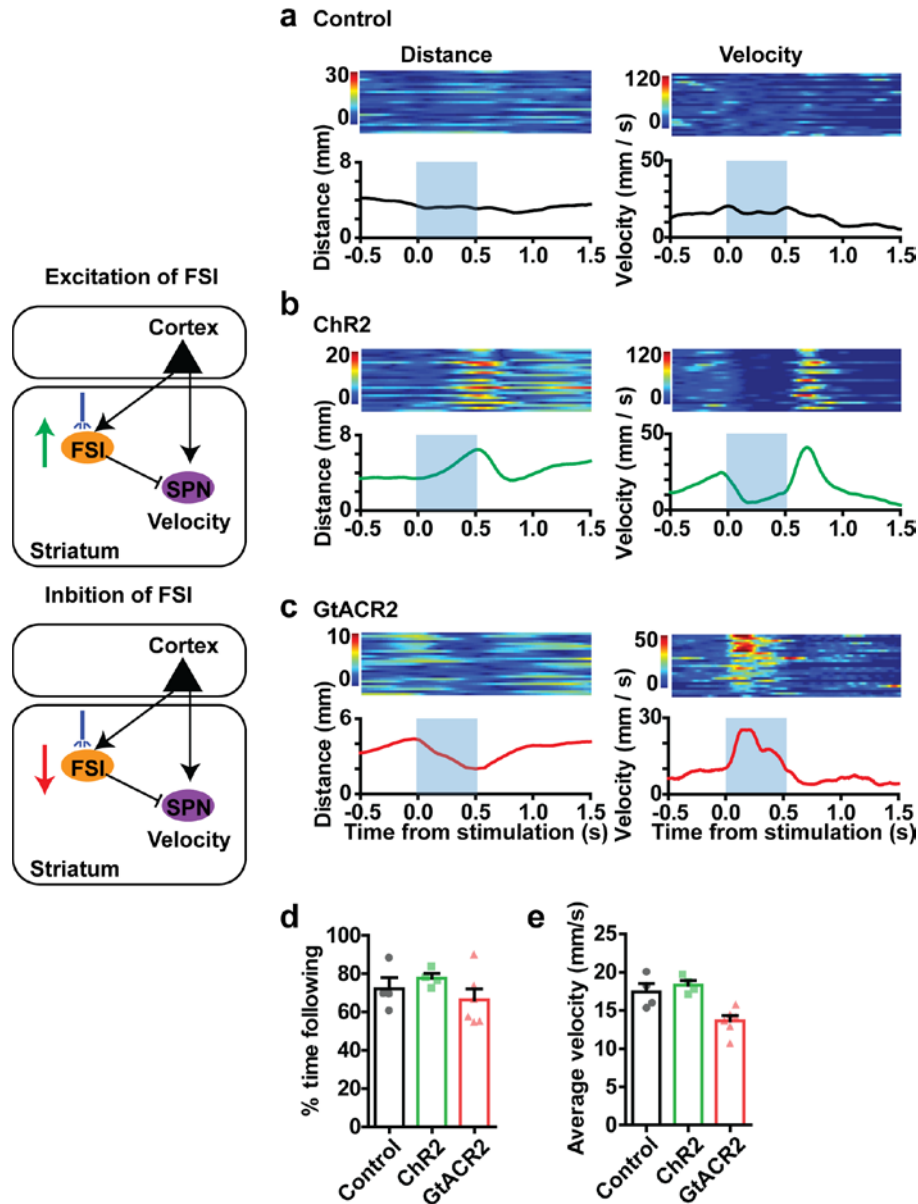 a Control
Distance
Velocity
30
0
120
0
Distance (mm)
8
0
-0.5 0.0 0.5 1.0 1.5
Velocity (mm / s)
50
0
-0.5 0.0 0.5 1.0 1.5
Excitation of FSI
Cortex
FSI
SPN
Velocity
Striatum
b
ChR2
20
0
120
0
Distance (mm)
8
0
-0.5 0.0 0.5 1.0 1.5
Velocity (mm / s)
50
0
-0.5 0.0 0.5 1.0 1.5
Inbition of FSI
Cortex
FSI
SPN
Velocity
Striatum
c GtACR2
10
0
50
0
Distance (mm)
6
0
-0.5 0.0 0.5 1.0 1.5
Velocity (mm / s)
30
0
-0.5 0.0 0.5 1.0 1.5
Time from stimulation (s)
Time from stimulation (s)
d
% time following
100
80
60
40
20
0
Control
ChR2
GtACR2
e
Average velocity (mm/s)
25
20
15
10
5
0
Control
ChR2
GtACR2